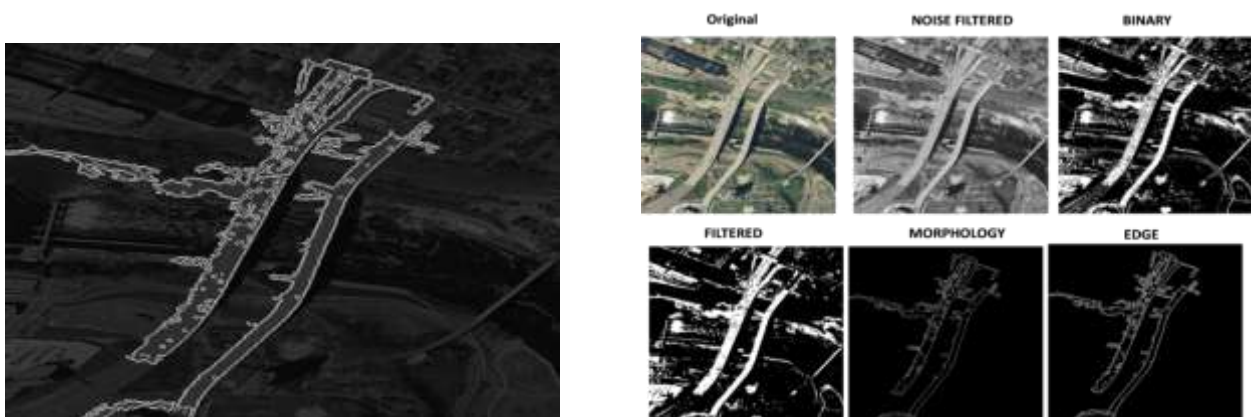 Original NOISE FILTERED BINARY
FILTERED MORPHOLOGY EDGE